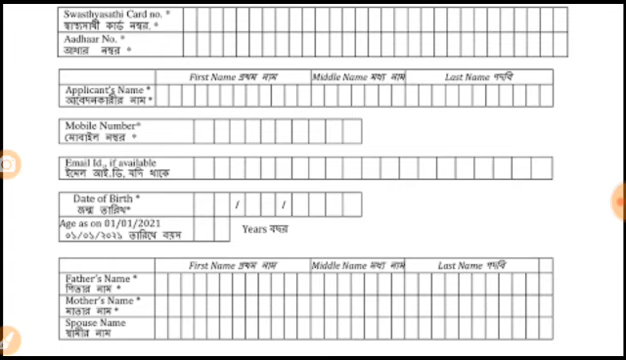 Swasthyasathi Card no. *
স্বাস্থ্যসাথী কার্ড নম্বর. *
Aadhaar No. *
আধার নম্বর *
First Name প্রথম নাম Middle Name মধ্য নাম Last Name পদবি
Applicant's Name *
আবেদনকারীর নাম *
Mobile Number*
মোবাইল নম্বর *
Email Id., if available
ইমেল আই.ডি. যদি থাকে
Date of Birth * / /
জন্ম তারিখ*
Age as on 01/01/2021 Years বছর
০১/০১/২০২১ তারিখে বয়স
First Name প্রথম নাম Middle Name মধ্য নাম Last Name পদবি
Father's Name *
পিতার নাম *
Mother's Name *
মাতার নাম *
Spouse Name
স্বামীর নাম